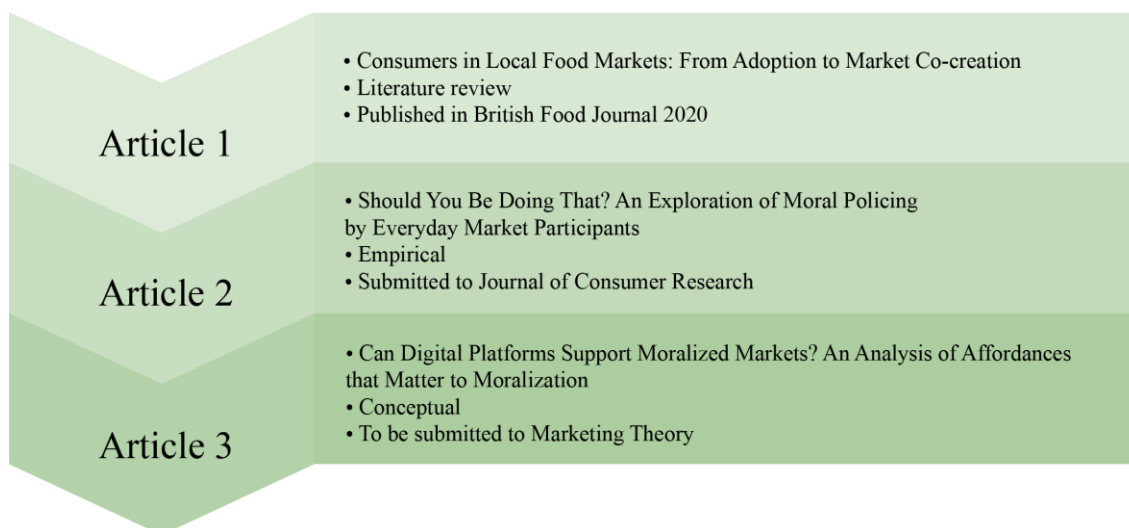 Article 1
• Consumers in Local Food Markets: From Adoption to Market Co-creation
• Literature review
• Published in British Food Journal 2020
Article 2
• Should You Be Doing That? An Exploration of Moral Policing
by Everyday Market Participants
• Empirical
• Submitted to Journal of Consumer Research
Article 3
• Can Digital Platforms Support Moralized Markets? An Analysis of Affordances
that Matter to Moralization
• Conceptual
• To be submitted to Marketing Theory